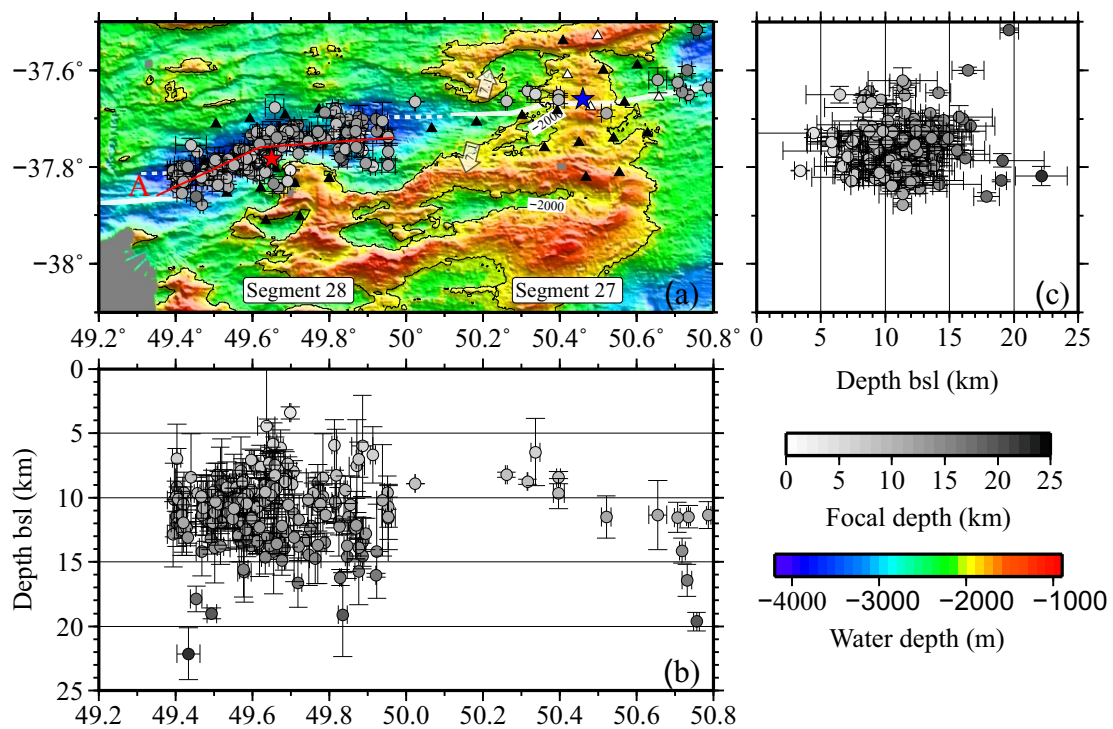 −37.6°
−37.8°
−38°
A
7.1
7.1
−2000
−2000
Segment 28
Segment 27
(a)
49.2° 49.4° 49.6° 49.8° 50° 50.2° 50.4° 50.6° 50.8°
(c)
0 5 10 15 20 25
Depth bsl (km)
0 5 10 15 20 25
Focal depth (km)
−4000 −3000 −2000 −1000
Water depth (m)
Depth bsl (km)
0
5
10
15
20
25
(b)
49.2 49.4 49.6 49.8 50.0 50.2 50.4 50.6 50.8